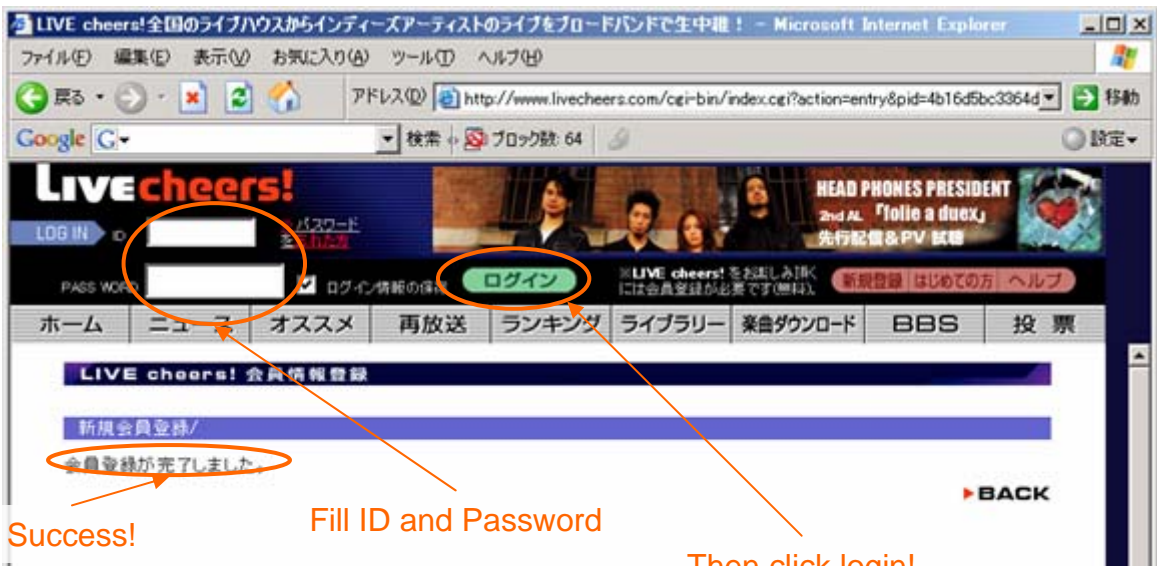 LIVE cheers!全国のライブハウスからインディーズアーティストのライブをブロードバンドで生中継! - Microsoft Internet Explorer
ファイル(F) 編集(E) 表示(V) お気に入り(A) ツール(T) ヘルプ(H)
戻る アドレス(D) http://www.livecheers.com/cgi-bin/index.cgi?action=entry&pid=4b16d5bc3364d 移動
Google G 検索 ブロック数: 64 設定
LIVEcheers!
HEAD PHONES PRESIDENT
2nd AL 「folie a duex」
先行配信&PV 試聴
LOG IN ID パスワード
を忘れた方
PASS WORD ログイン情報の保存 ログイン
※LIVE cheers!をお楽しみ頂く
には会員登録が必要です(無料)。
新規登録 はじめての方 ヘルプ
ホーム ニュース オススメ 再放送 ランキング ライブラリー 楽曲ダウンロード BBS 投票
LIVE cheers! 会員情報登録
新規会員登録/
会員登録が完了しました。
BACK
Success!
Fill ID and Password
Then click login!